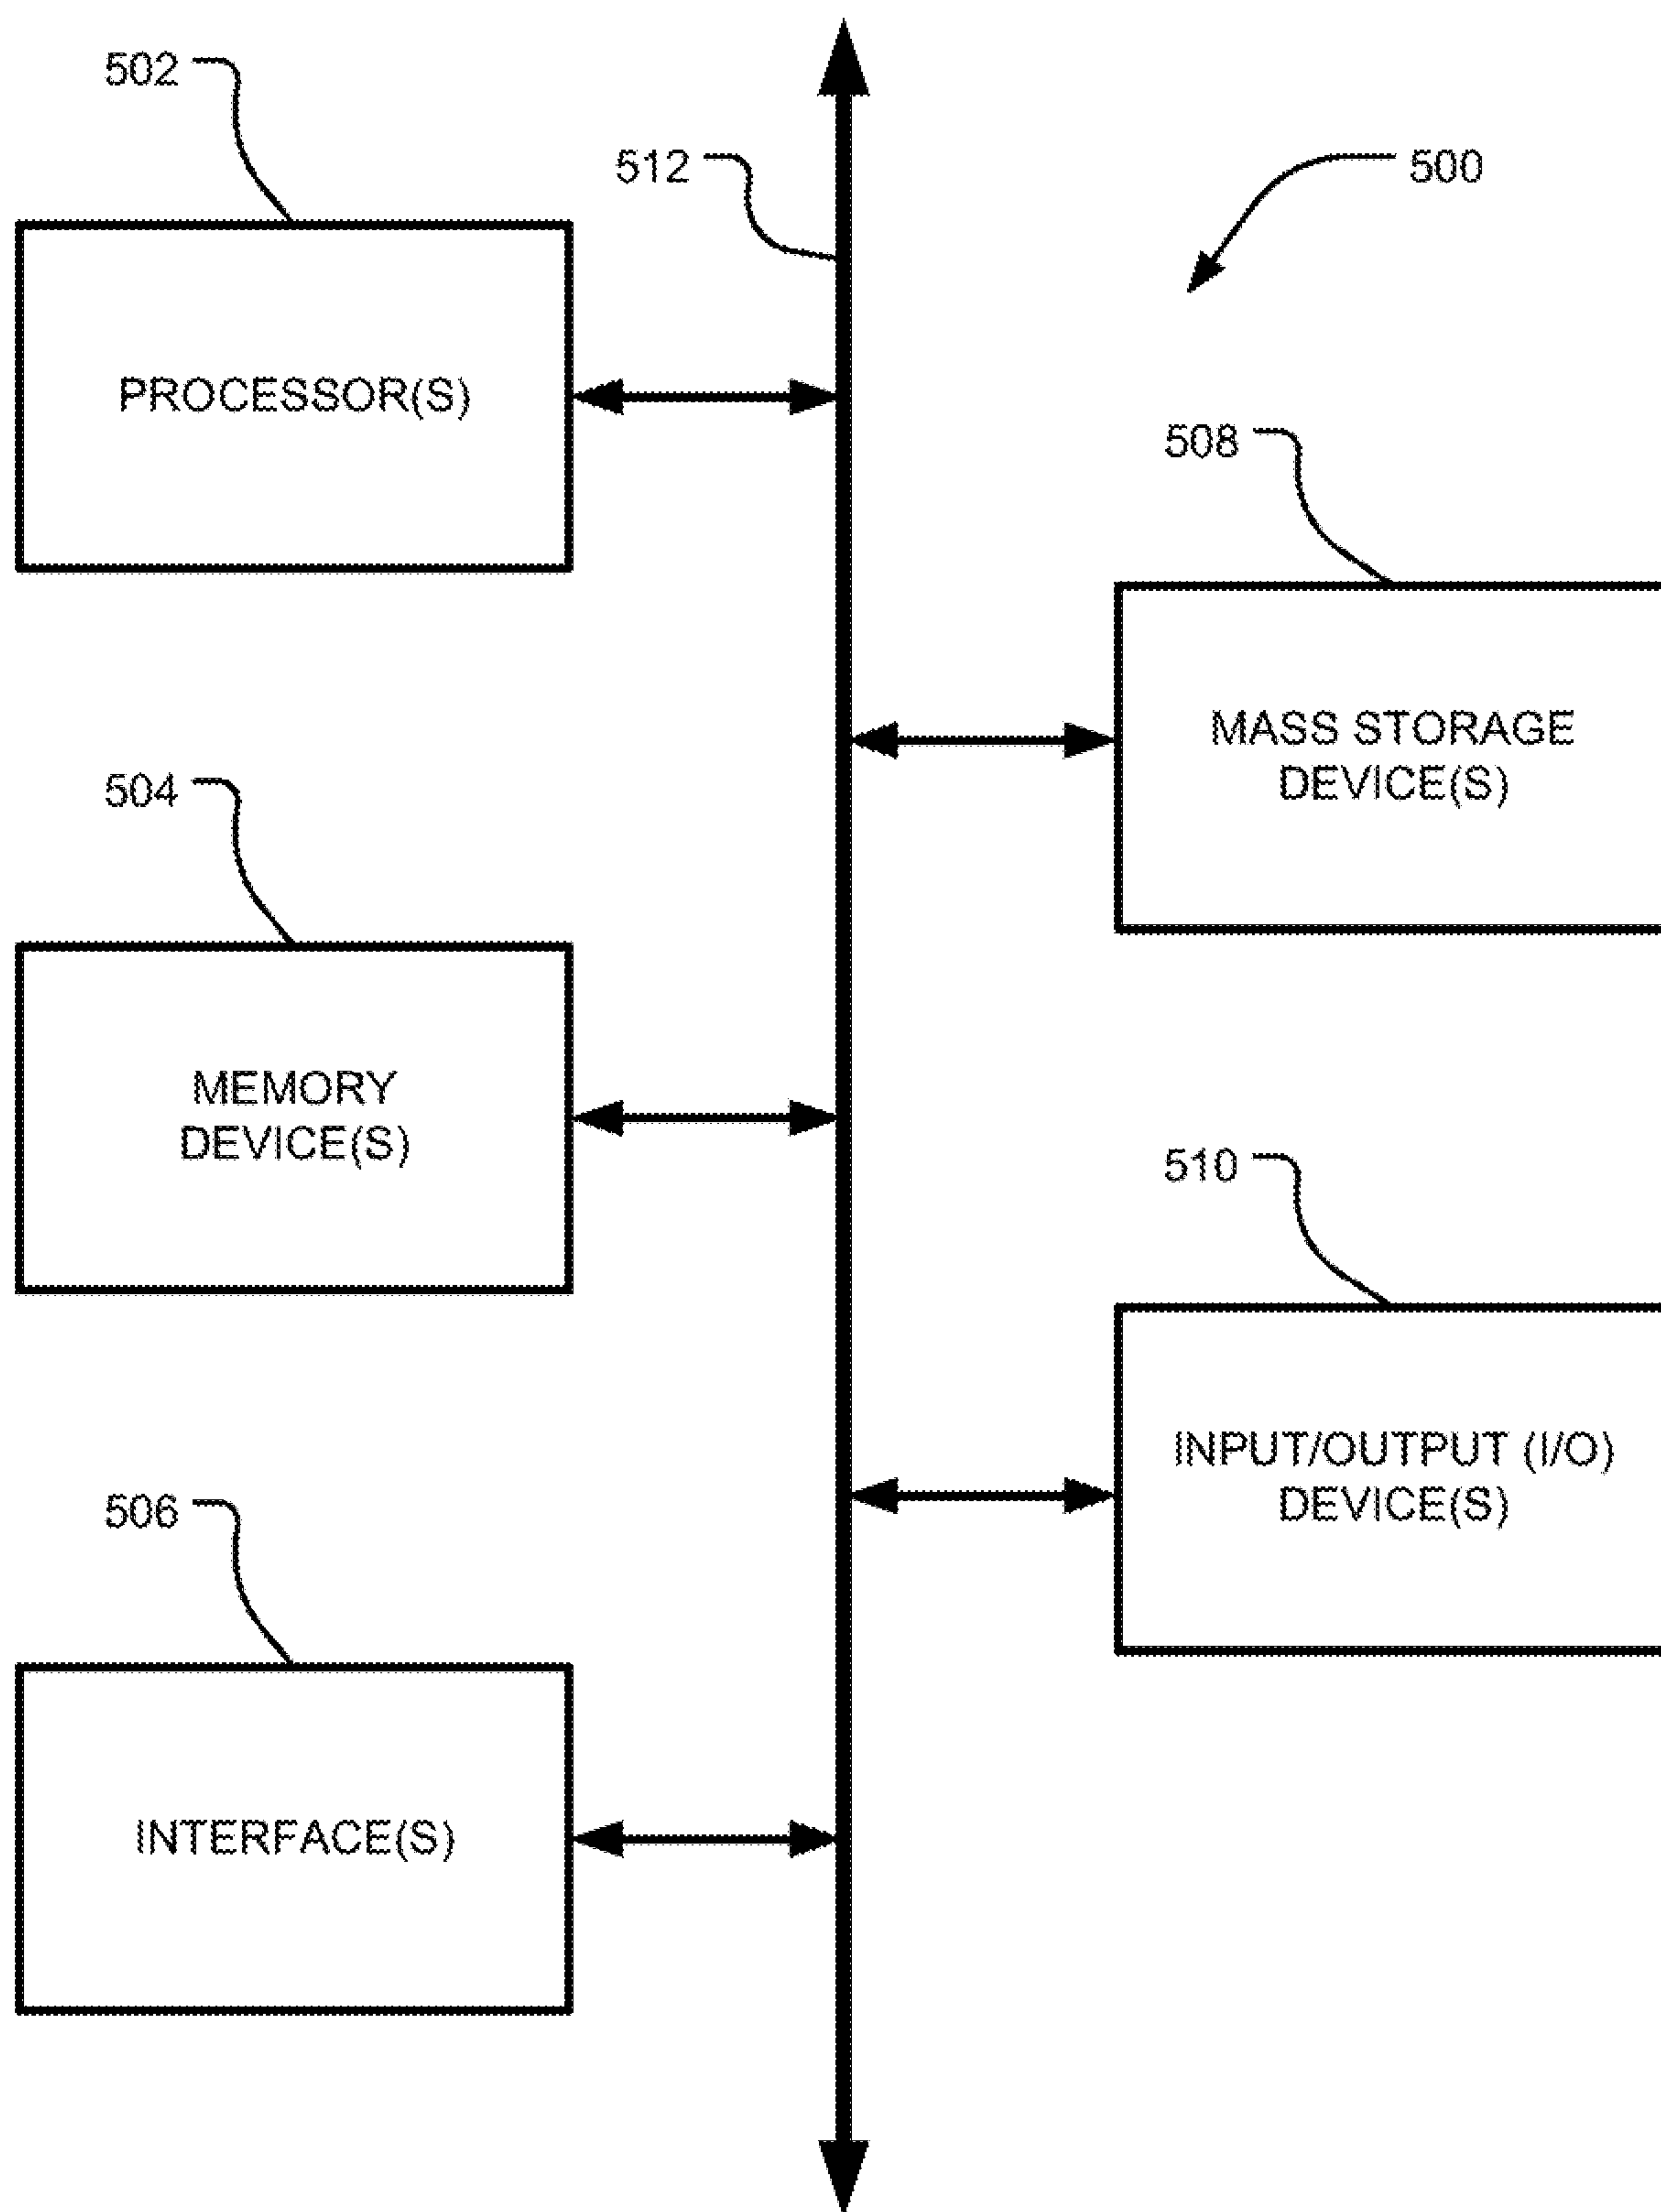 502
512
500
PROCESSOR(S)
508
MASS STORAGE
DEVICE(S)
504
MEMORY
DEVICE(S)
510
INPUT/OUTPUT (I/O)
DEVICE(S)
506
INTERFACE(S)